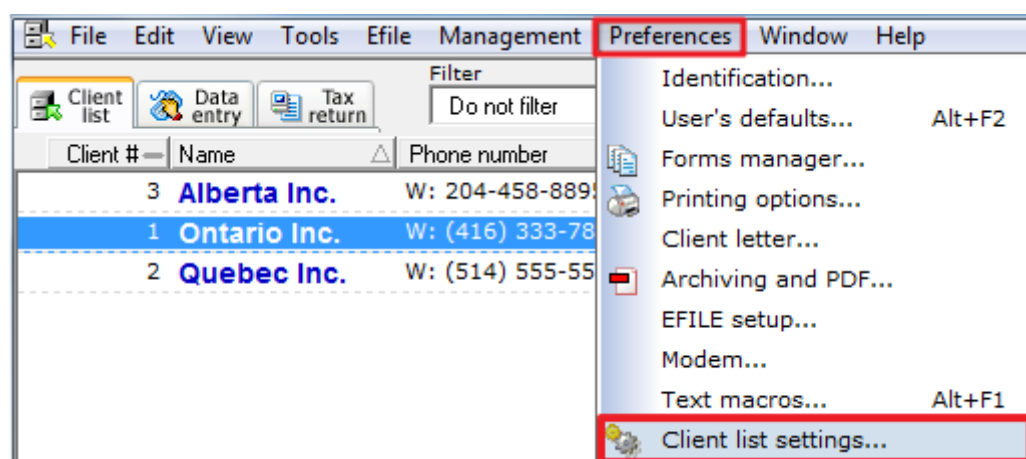 File Edit View Tools Efile Management Preferences Window Help
Client list
Data entry
Tax return
Filter
Do not filter
Client # Name Phone number
3 Alberta Inc. W: 204-458-889
1 Ontario Inc. W: (416) 333-78
2 Quebec Inc. W: (514) 555-55
Identification...
User's defaults... Alt+F2
Forms manager...
Printing options...
Client letter...
Archiving and PDF...
EFILE setup...
Modem...
Text macros... Alt+F1
Client list settings...